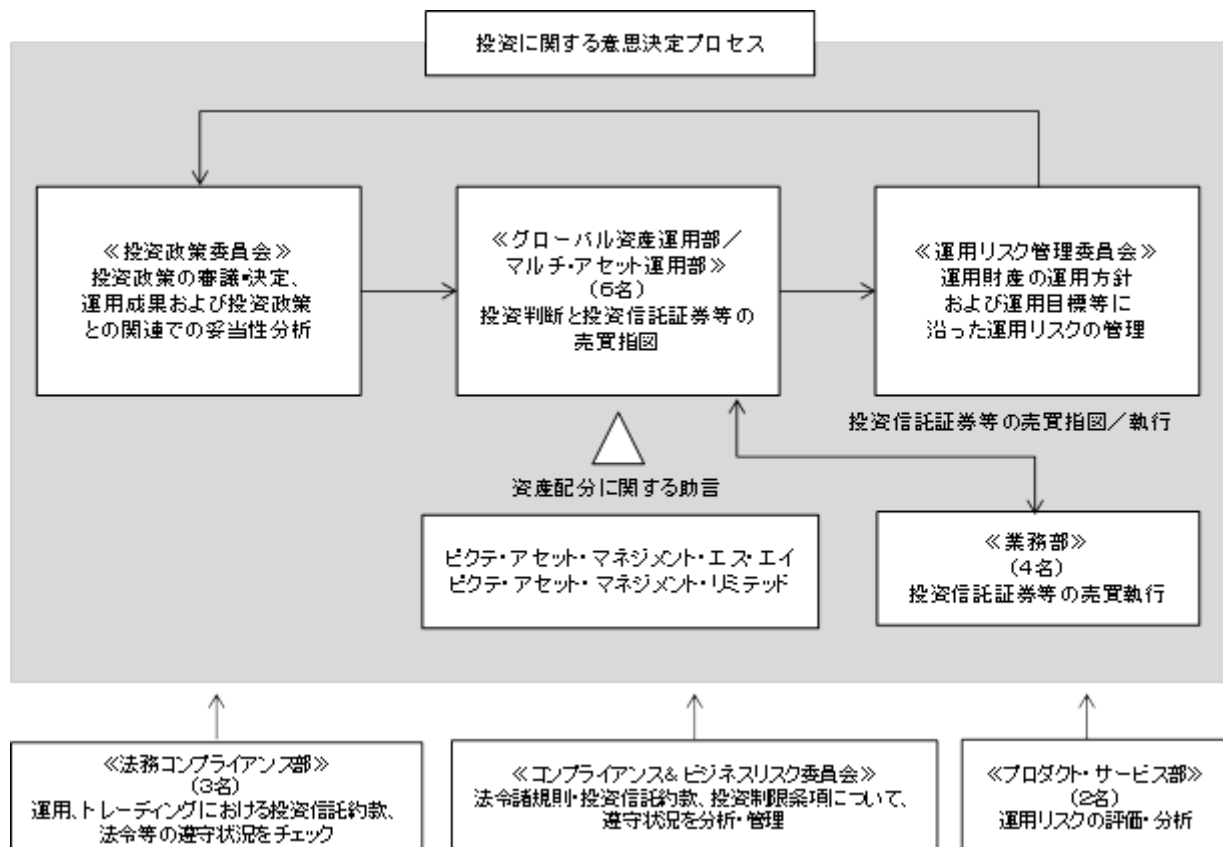 投資に関する意思決定プロセス
≪投資政策委員会≫
投資政策の審議・決定、
運用成果および投資政策
との関連での妥当性分析
≪グローバル資産運用部／
マルチ・アセット運用部≫
(6名)
投資判断と投資信託証券等の
売買指図
≪運用リスク管理委員会≫
運用財産の運用方針
および運用目標等に
沿った運用リスクの管理
投資信託証券等の売買指図／執行
資産配分に関する助言
ピクテ・アセット・マネジメント・エス・エイ
ピクテ・アセット・マネジメント・リミテッド
≪業務部≫
(4名)
投資信託証券等の売買執行
≪法務コンプライアンス部≫
(3名)
運用、トレーディングにおける投資信託約款、
法令等の遵守状況をチェック
≪コンプライアンス&ビジネスリスク委員会≫
法令諸規則・投資信託約款、投資制限条項について、
遵守状況を分析・管理
≪プロダクト・サービス部≫
(2名)
運用リスクの評価・分析